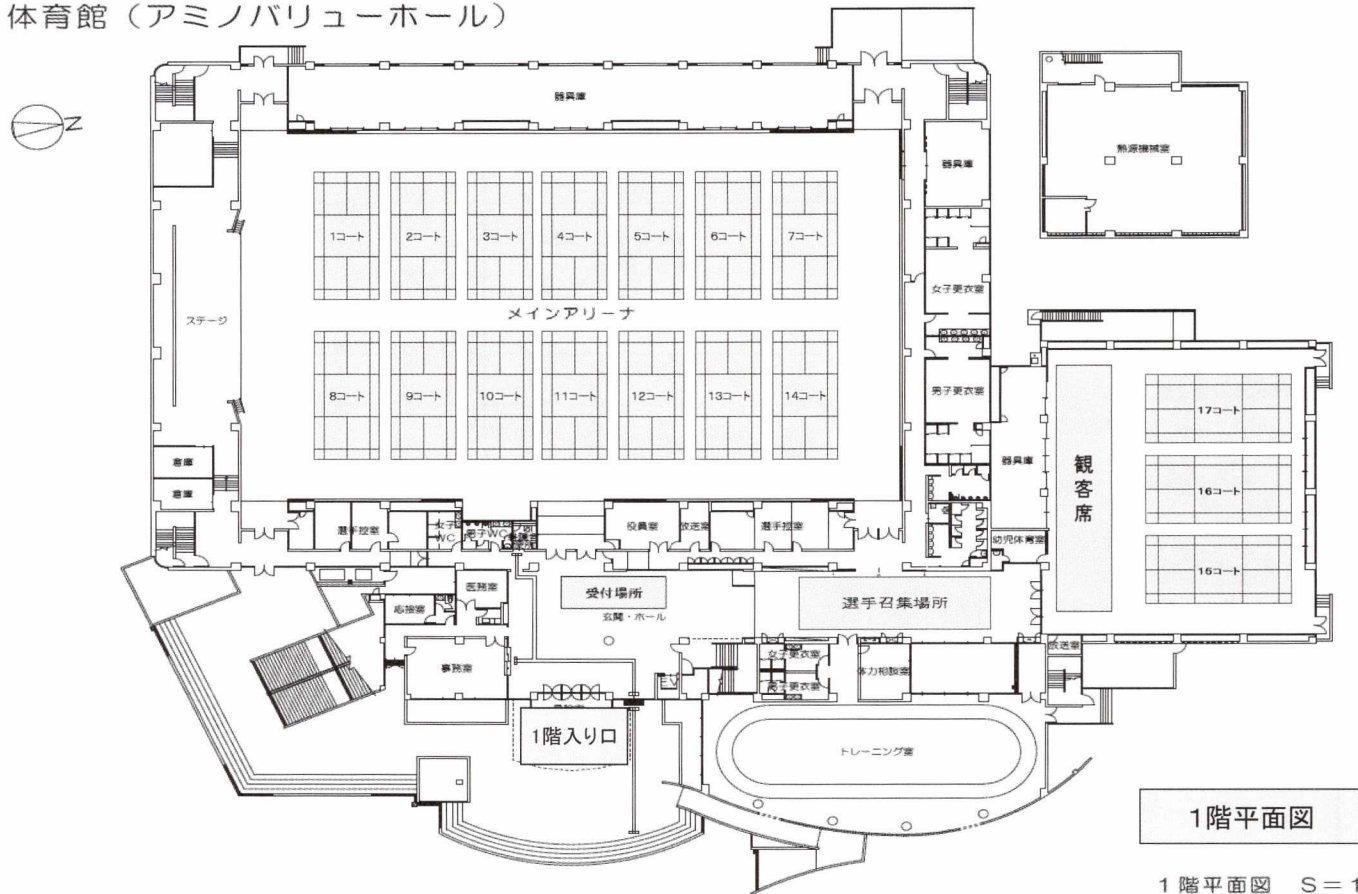 体育館（アミノバリューホール）
N
器具庫
熱源機械室
器具庫
1コート
2コート
3コート
4コート
5コート
6コート
7コート
女子更衣室
メインアリーナ
ステージ
8コート
9コート
10コート
11コート
12コート
13コート
14コート
男子更衣室
17コート
倉庫
倉庫
器具庫
観客席
16コート
選手控室
女子
WC
男子WC
役員室
放送室
選手控室
幼児体育室
15コート
医務室
受付場所
選手召集場所
応接室
玄関・ホール
事務室
女子更衣室
男子更衣室
体力相談室
放送室
EV
1階入り口
トレーニング室
1階平面図
1階平面図　S＝1